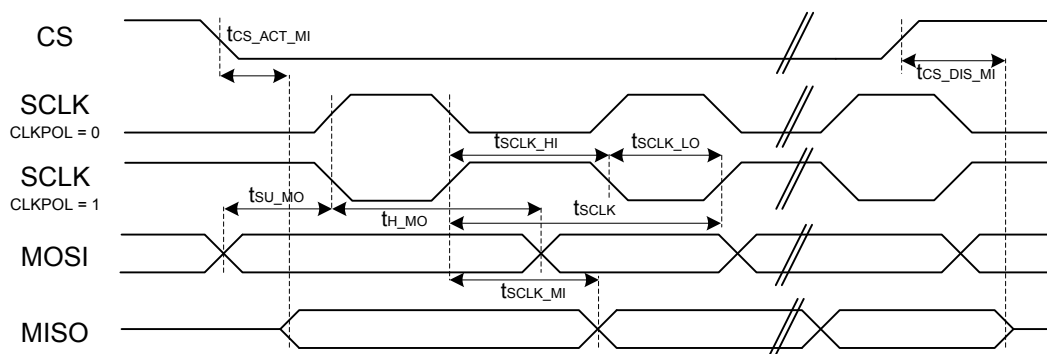 CS
tCS_ACT_MI
tCS_DIS_MI
SCLK
CLKPOL = 0
tSCLK_HI
tSCLK_LO
SCLK
CLKPOL = 1
tSU_MO
tH_MO
tSCLK
MOSI
tSCLK_MI
MISO